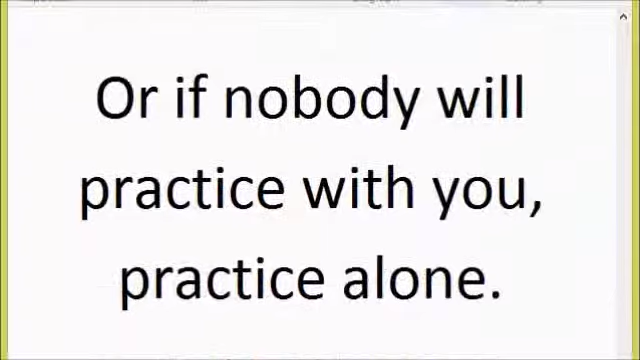 Or if nobody will
practice with you,
practice alone.